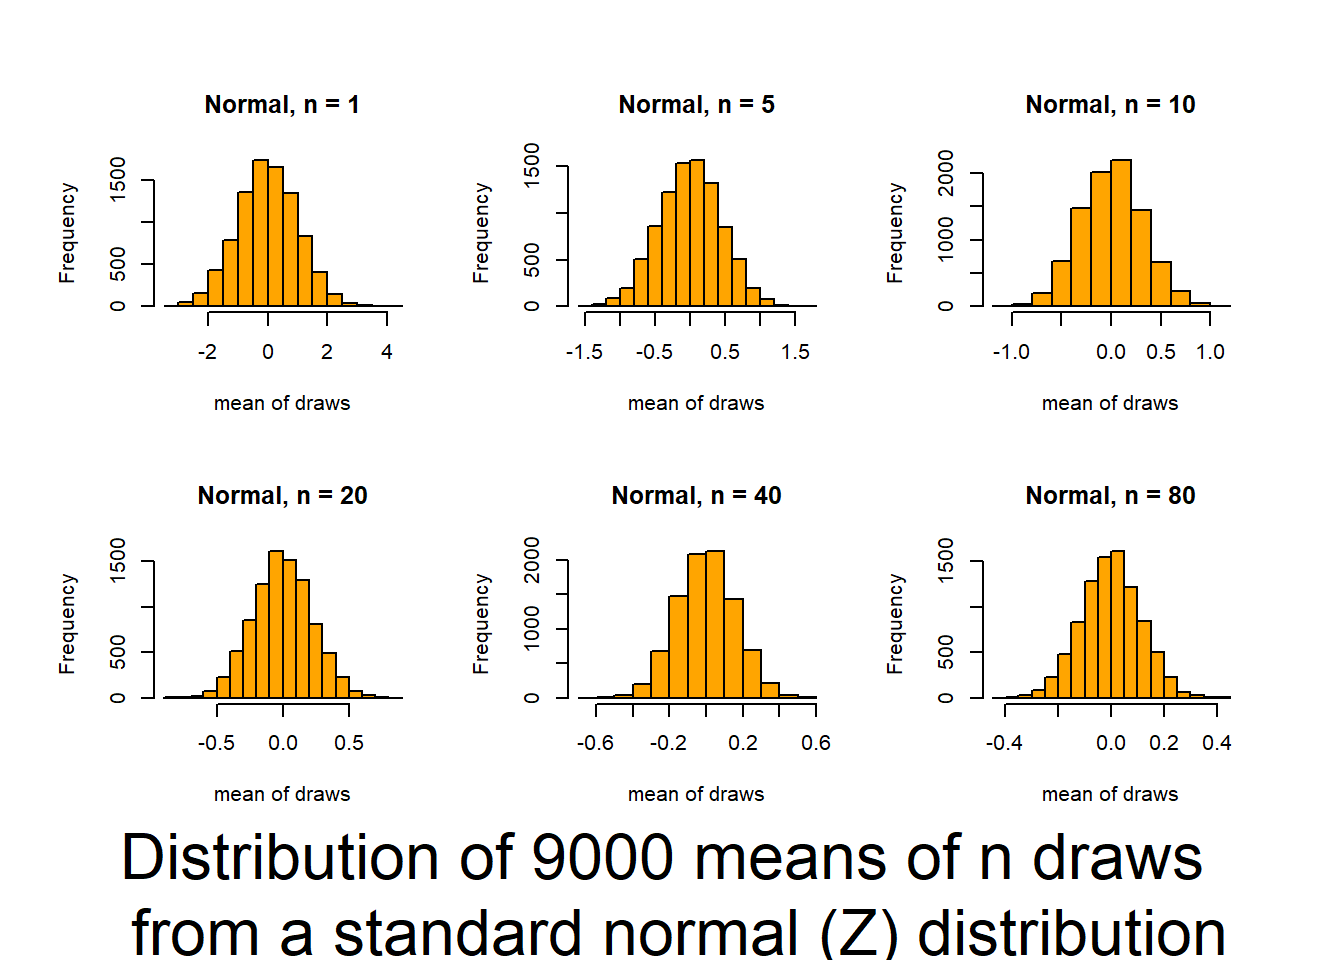 Normal, n = 1
Frequency
0
500
1500
-2
0
2
4
mean of draws
Normal, n = 5
Frequency
0
500
1500
-1.5
-0.5
0.5
1.5
mean of draws
Normal, n = 10
Frequency
0
1000
2000
-1.0
0.0
0.5
1.0
mean of draws
Normal, n = 20
Frequency
0
500
1500
-0.5
0.0
0.5
mean of draws
Normal, n = 40
Frequency
0
1000
2000
-0.6
-0.2
0.2
0.6
mean of draws
Normal, n = 80
Frequency
0
500
1500
-0.4
0.0
0.2
0.4
mean of draws
Distribution of 9000 means of n draws
from a standard normal (Z) distribution